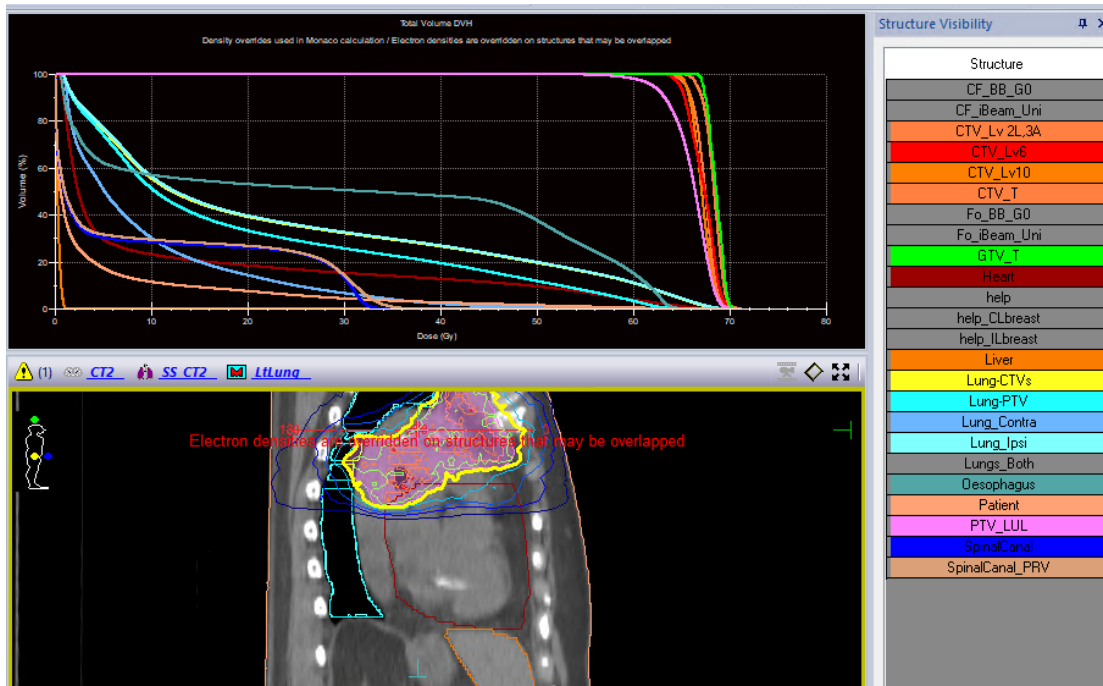 Total Volume DVH
Density overrides used in Monaco calculation / Electron densities are overridden on structures that may be overlapped
100
80
60
40
20
0
Volume (%)
0 10 20 30 40 50 60 70 80
Dose (Gy)
(1) CT2 SS_CT2 LtLung
Electron densities are overridden on structures that may be overlapped
Structure Visibility
Structure
CF_BB_G0
CF_iBeam_Uni
CTV_Lv 2L,3A
CTV_Lv6
CTV_Lv10
CTV_T
Fo_BB_G0
Fo_iBeam_Uni
GTV_T
Heart
help
help_CLbreast
help_ILbreast
Liver
Lung-CTVs
Lung-PTV
Lung_Contra
Lung_Ipsi
Lungs_Both
Oesophagus
Patient
PTV_LUL
SpinalCanal
SpinalCanal_PRV